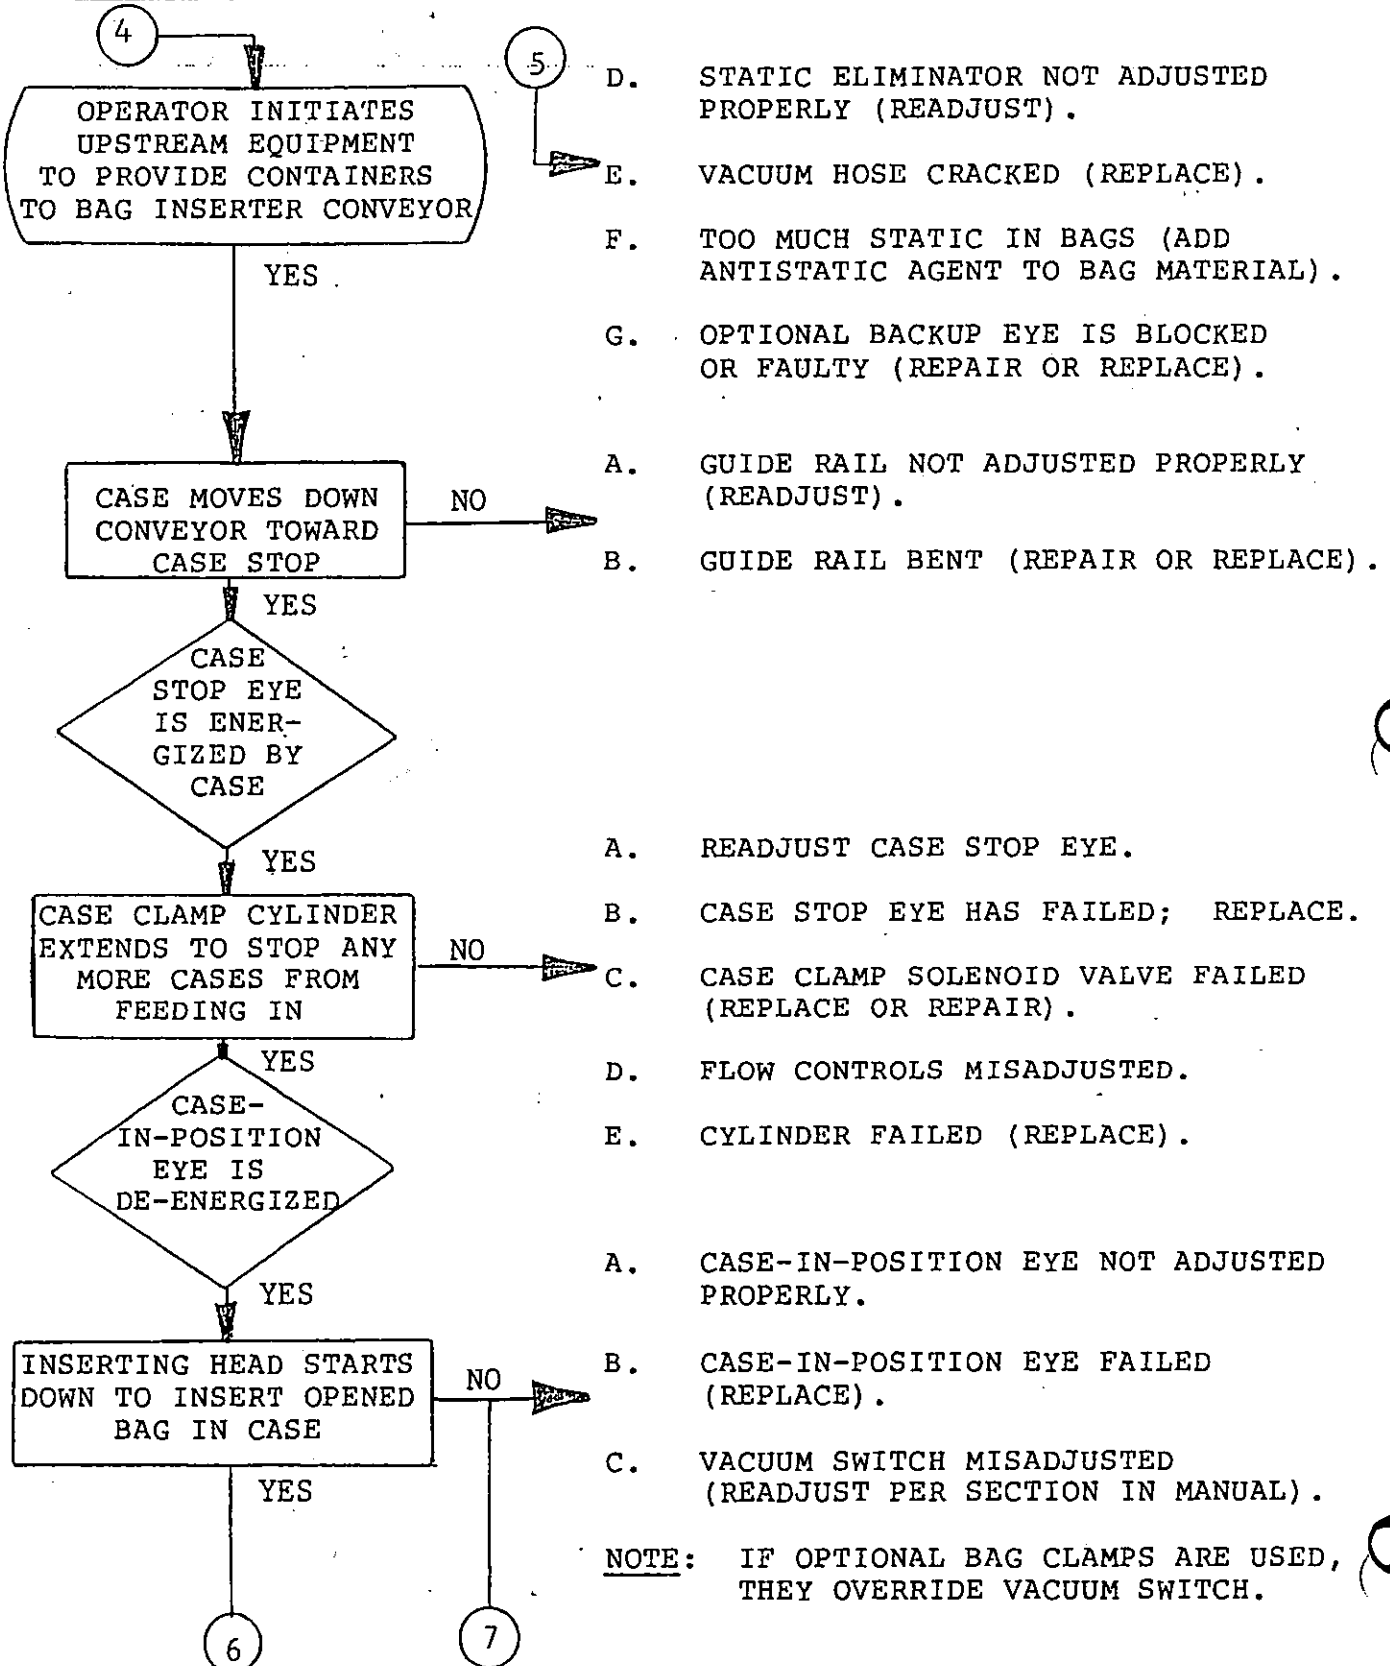 4
5
OPERATOR INITIATES
UPSTREAM EQUIPMENT
TO PROVIDE CONTAINERS
TO BAG INSERTER CONVEYOR
YES
D. STATIC ELIMINATOR NOT ADJUSTED
PROPERLY (READJUST).
E. VACUUM HOSE CRACKED (REPLACE).
F. TOO MUCH STATIC IN BAGS (ADD
ANTISTATIC AGENT TO BAG MATERIAL).
G. OPTIONAL BACKUP EYE IS BLOCKED
OR FAULTY (REPAIR OR REPLACE).
CASE MOVES DOWN
CONVEYOR TOWARD
CASE STOP
NO
YES
A. GUIDE RAIL NOT ADJUSTED PROPERLY
(READJUST).
B. GUIDE RAIL BENT (REPAIR OR REPLACE).
CASE
STOP EYE
IS ENER-
GIZED BY
CASE
YES
CASE CLAMP CYLINDER
EXTENDS TO STOP ANY
MORE CASES FROM
FEEDING IN
NO
YES
A. READJUST CASE STOP EYE.
B. CASE STOP EYE HAS FAILED; REPLACE.
C. CASE CLAMP SOLENOID VALVE FAILED
(REPLACE OR REPAIR).
D. FLOW CONTROLS MISADJUSTED.
E. CYLINDER FAILED (REPLACE).
CASE-
IN-POSITION
EYE IS
DE-ENERGIZED
YES
INSERTING HEAD STARTS
DOWN TO INSERT OPENED
BAG IN CASE
NO
YES
A. CASE-IN-POSITION EYE NOT ADJUSTED
PROPERLY.
B. CASE-IN-POSITION EYE FAILED
(REPLACE).
C. VACUUM SWITCH MISADJUSTED
(READJUST PER SECTION IN MANUAL).
NOTE: IF OPTIONAL BAG CLAMPS ARE USED,
THEY OVERRIDE VACUUM SWITCH.
6
7